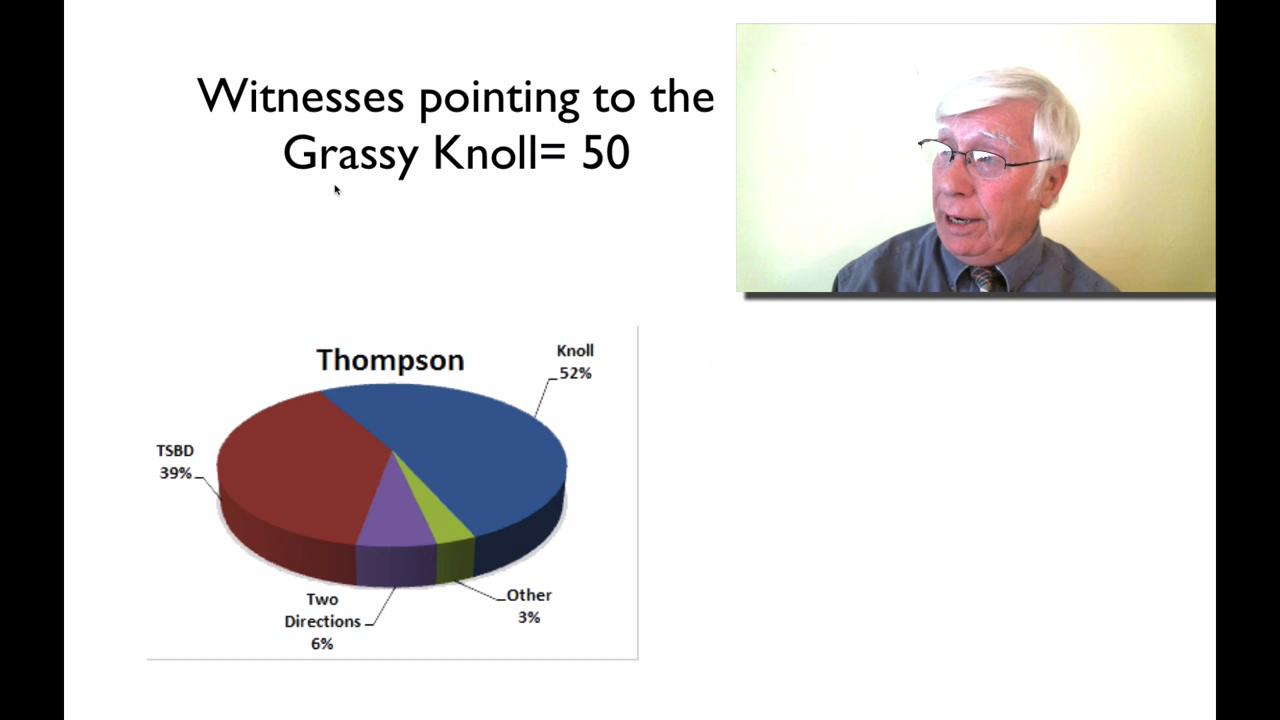 Witnesses pointing to the
Grassy Knoll= 50
Thompson
Knoll
52%
TSBD
39%
Two
Directions
6%
Other
3%